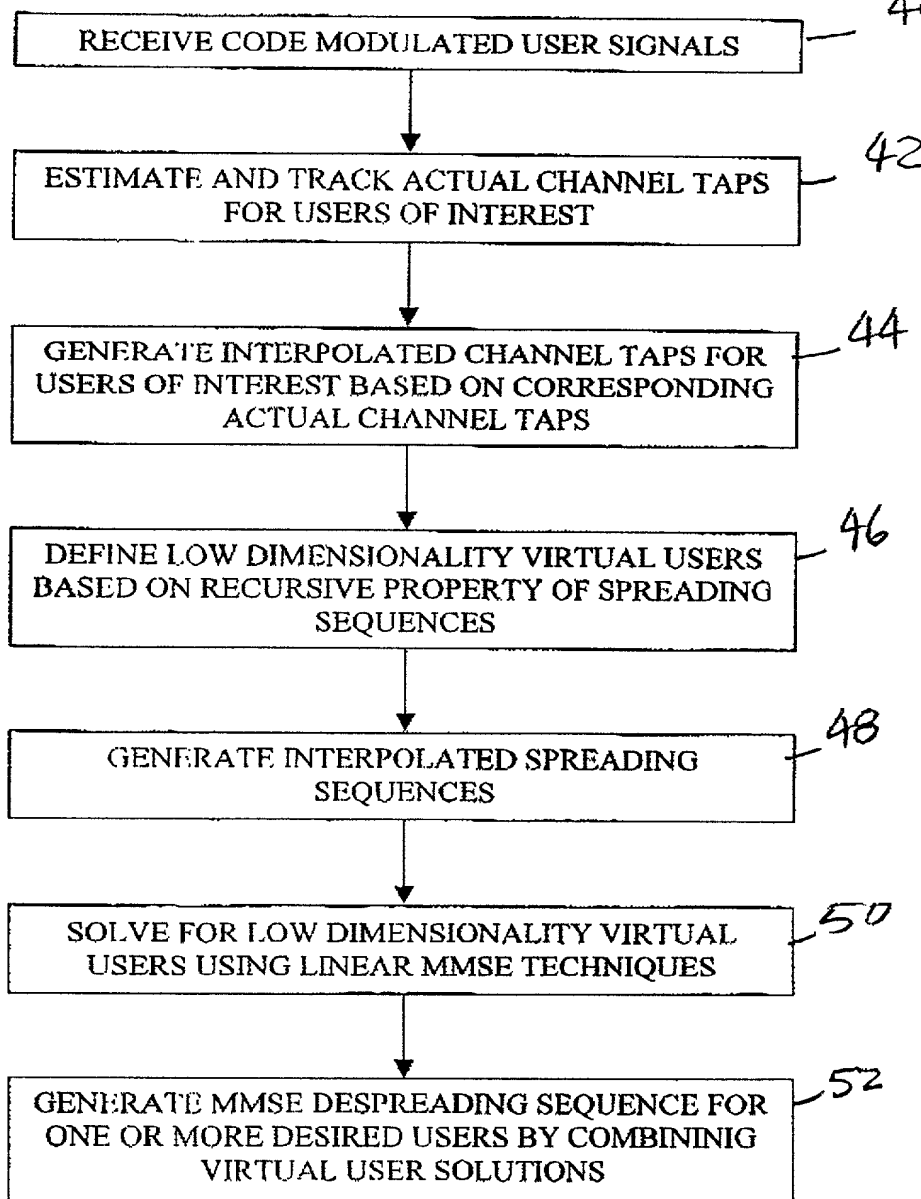 RECEIVE CODE MODULATED USER SIGNALS
42
ESTIMATE AND TRACK ACTUAL CHANNEL TAPS
FOR USERS OF INTEREST
44
GENERATE INTERPOLATED CHANNEL TAPS FOR
USERS OF INTEREST BASED ON CORRESPONDING
ACTUAL CHANNEL TAPS
46
DEFINE LOW DIMENSIONALITY VIRTUAL USERS
BASED ON RECURSIVE PROPERTY OF SPREADING
SEQUENCES
48
GENERATE INTERPOLATED SPREADING
SEQUENCES
50
SOLVE FOR LOW DIMENSIONALITY VIRTUAL
USERS USING LINEAR MMSE TECHNIQUES
52
GENERATE MMSE DESPREADING SEQUENCE FOR
ONE OR MORE DESIRED USERS BY COMBINIG
VIRTUAL USER SOLUTIONS